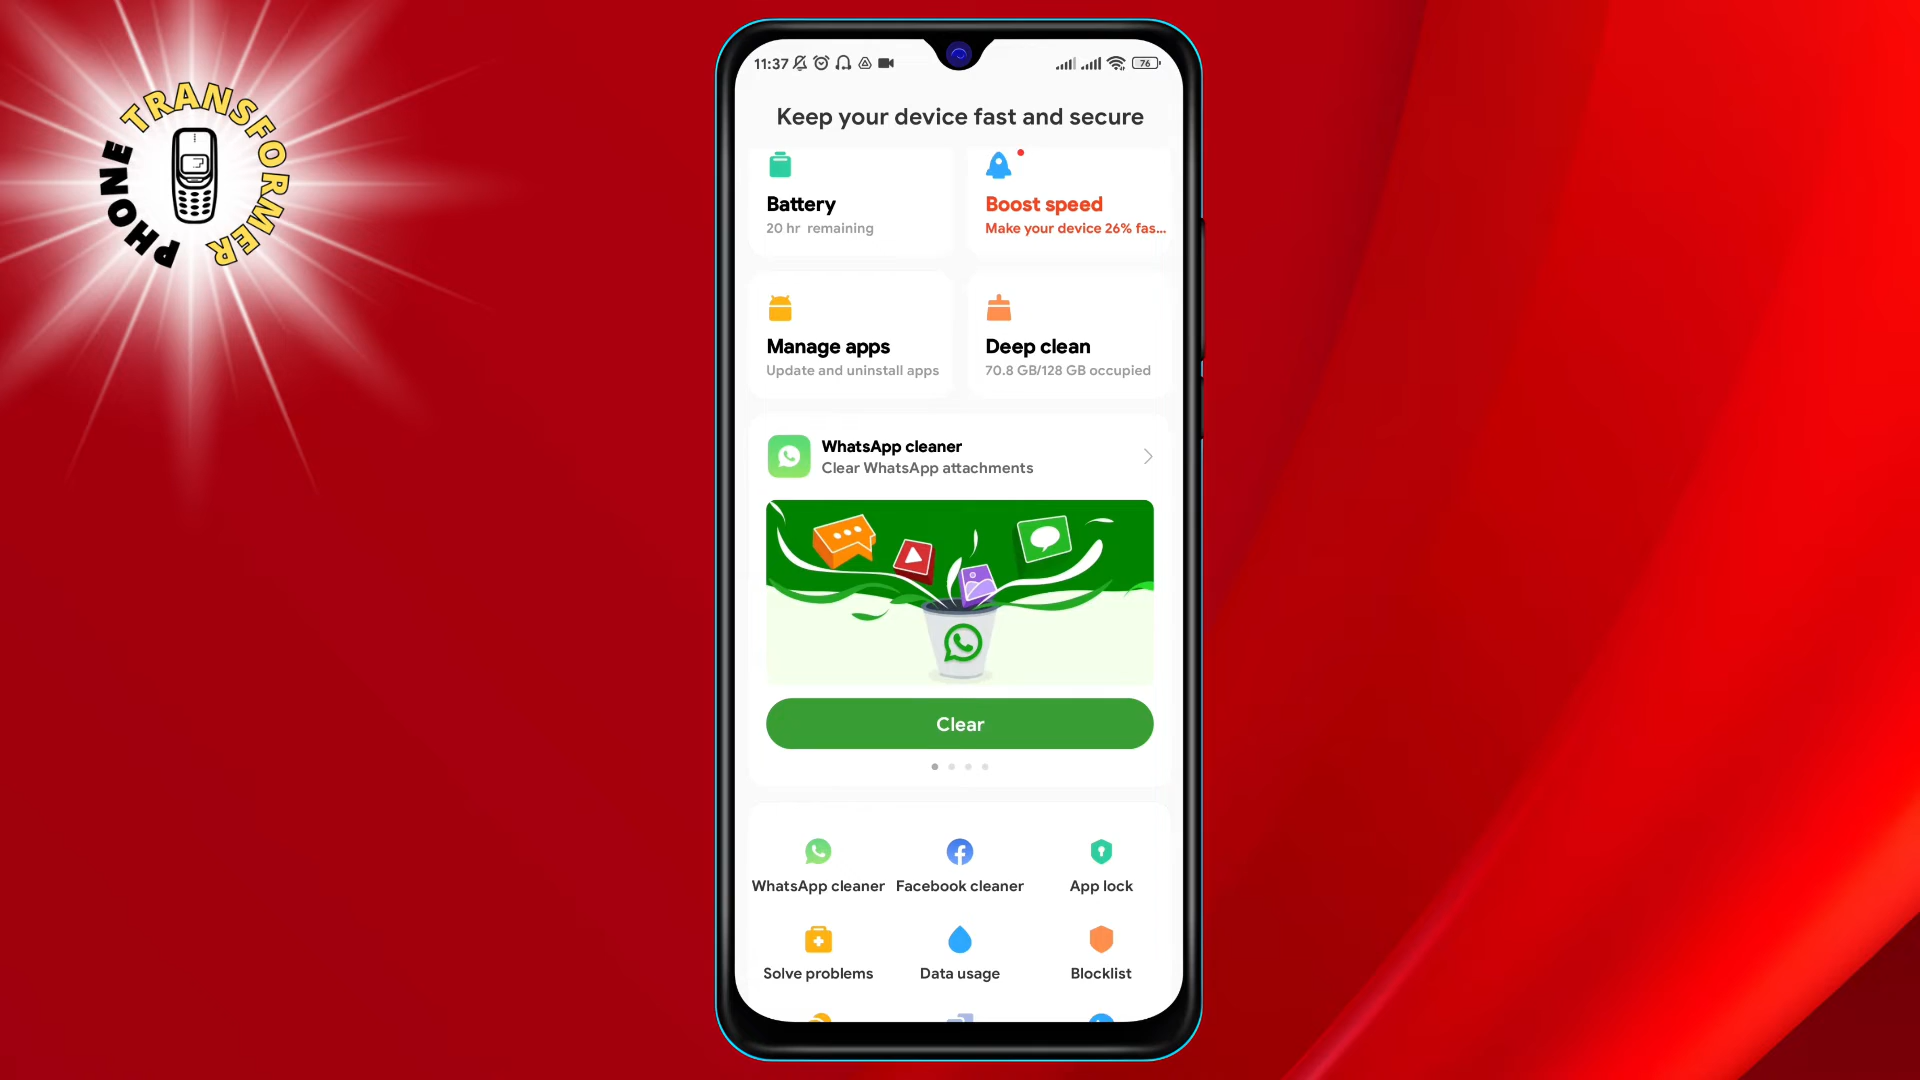 PHONE TRANSFORMER
11:37
76
Keep your device fast and secure
Battery
20 hr remaining
Boost speed
Make your device 26% fas...
Manage apps
Update and uninstall apps
Deep clean
70.8 GB/128 GB occupied
WhatsApp cleaner
Clear WhatsApp attachments
Clear
WhatsApp cleaner
Facebook cleaner
App lock
Solve problems
Data usage
Blocklist